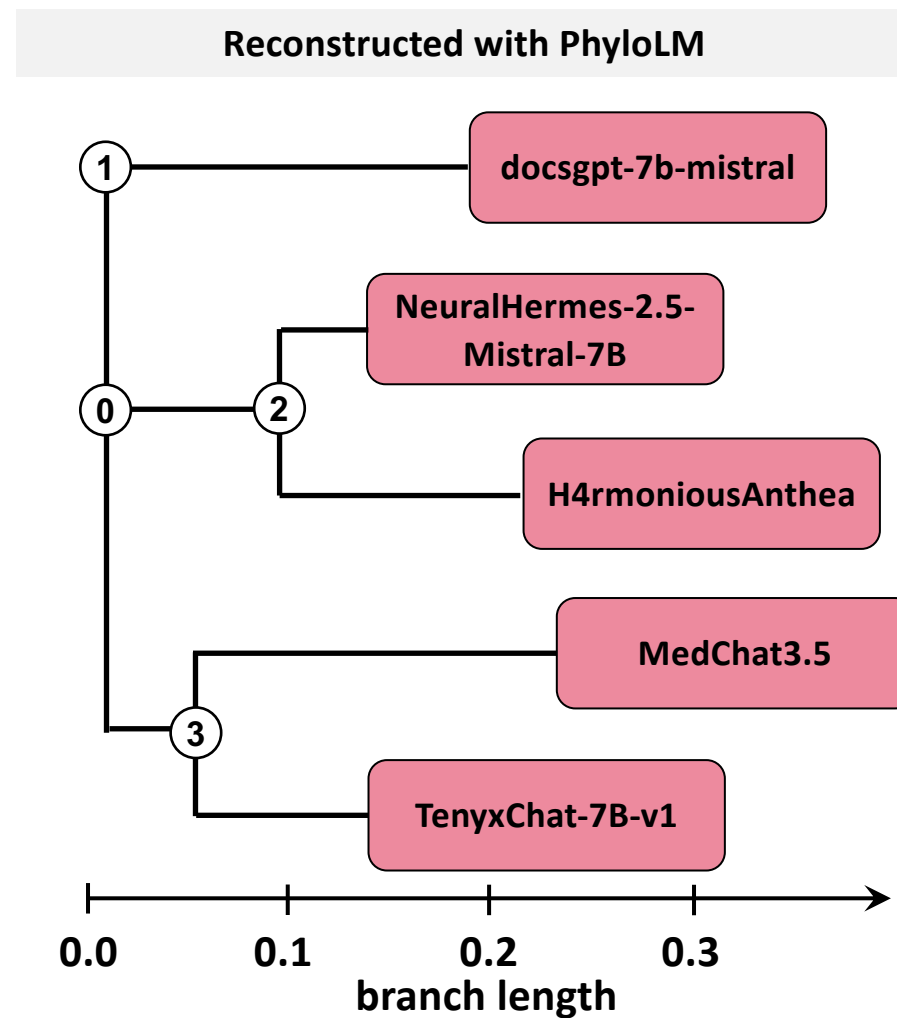 Reconstructed with PhyloLM
1
docsgpt-7b-mistral
NeuralHermes-2.5-
Mistral-7B
0
2
H4rmoniousAnthea
MedChat3.5
3
TenyxChat-7B-v1
0.0
0.1
0.2
0.3
branch length